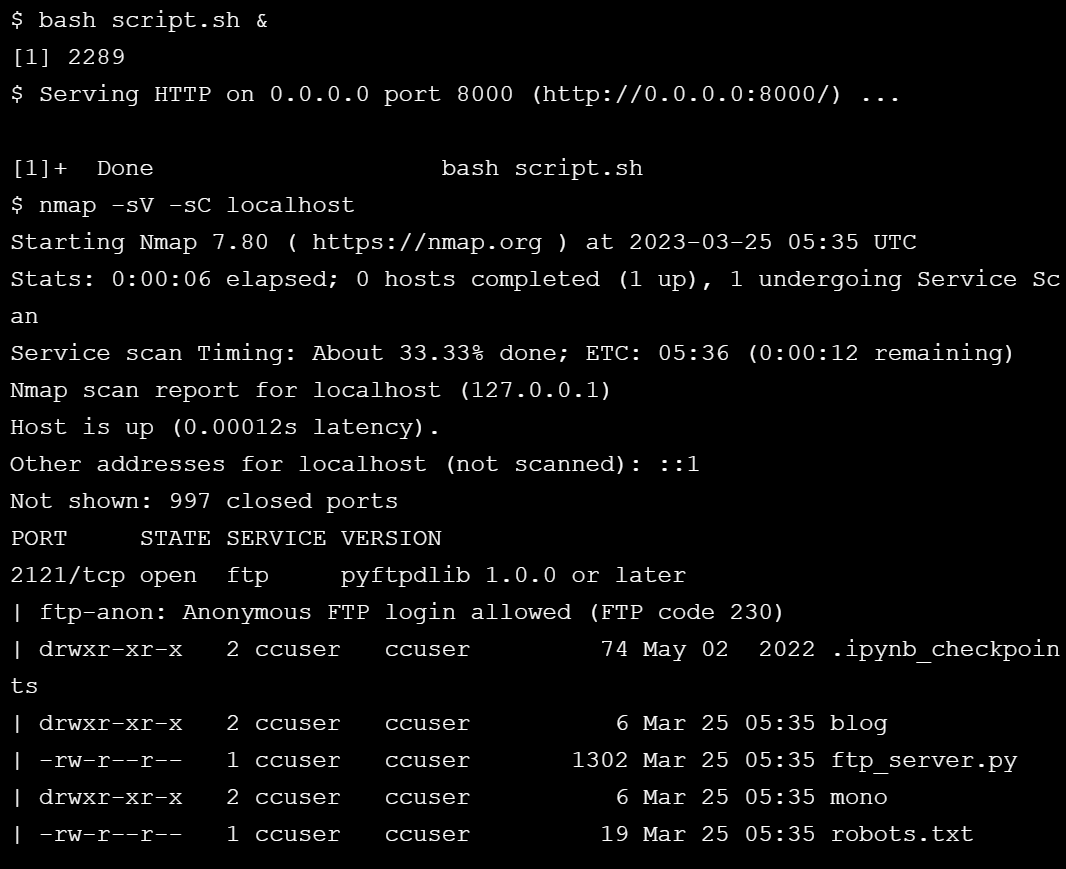 $ bash script.sh &
[1] 2289
$ Serving HTTP on 0.0.0.0 port 8000 (http://0.0.0.0:8000/) ...

[1]+  Done                    bash script.sh
$ nmap -sV -sC localhost
Starting Nmap 7.80 ( https://nmap.org ) at 2023-03-25 05:35 UTC
Stats: 0:00:06 elapsed; 0 hosts completed (1 up), 1 undergoing Service Sc
an
Service scan Timing: About 33.33% done; ETC: 05:36 (0:00:12 remaining)
Nmap scan report for localhost (127.0.0.1)
Host is up (0.00012s latency).
Other addresses for localhost (not scanned): ::1
Not shown: 997 closed ports
PORT     STATE SERVICE VERSION
2121/tcp open  ftp     pyftpdlib 1.0.0 or later
| ftp-anon: Anonymous FTP login allowed (FTP code 230)
| drwxr-xr-x   2 ccuser   ccuser         74 May 02  2022 .ipynb_checkpoin
ts
| drwxr-xr-x   2 ccuser   ccuser          6 Mar 25 05:35 blog
| -rw-r--r--   1 ccuser   ccuser       1302 Mar 25 05:35 ftp_server.py
| drwxr-xr-x   2 ccuser   ccuser          6 Mar 25 05:35 mono
| -rw-r--r--   1 ccuser   ccuser         19 Mar 25 05:35 robots.txt